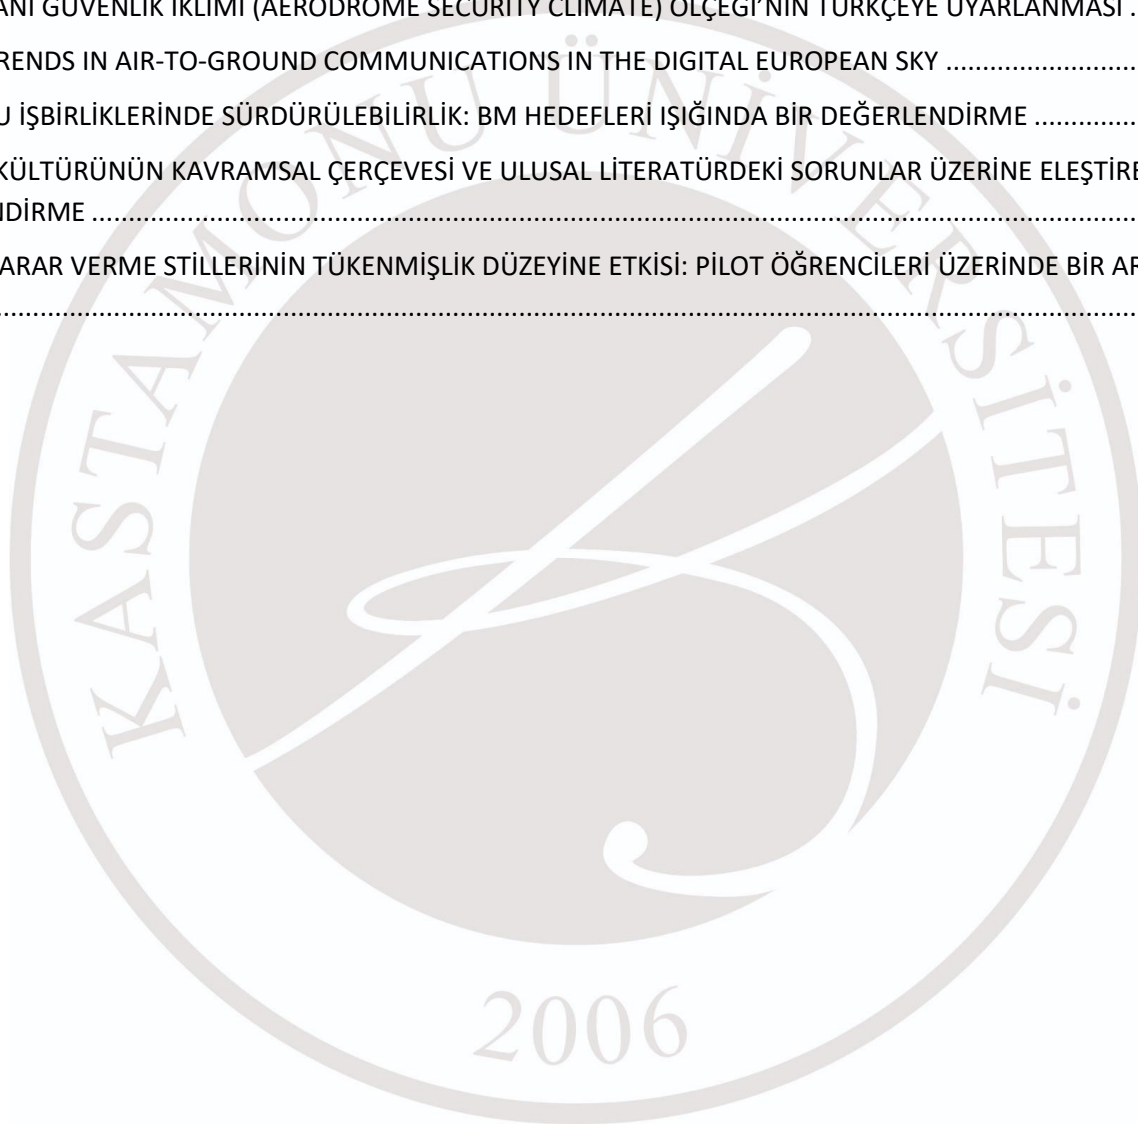 ANI GÜVENLİK İKLİMİ (AERODROME SECURITY CLIMATE) ÖLÇEĞİ'NİN TÜRKÇEYE UYARLANMASI .
RENDS IN AIR-TO-GROUND COMMUNICATIONS IN THE DIGITAL EUROPEAN SKY ..........................
U İŞBİRLİKLERİNDE SÜRDÜRÜLEBİLİRLİK: BM HEDEFLERİ IŞIĞINDA BİR DEĞERLENDİRME ..............
KÜLTÜRÜNÜN KAVRAMSAL ÇERÇEVESİ VE ULUSAL LİTERATÜRDEKİ SORUNLAR ÜZERİNE ELEŞTİRE
NDİRME ..............................................................................................................
ARAR VERME STİLLERİNİN TÜKENMİŞLİK DÜZEYİNE ETKİSİ: PİLOT ÖĞRENCİLERİ ÜZERİNDE BİR AR
..............................................................................................................
KASTAMONU ÜNİVERSİTESİ
2006